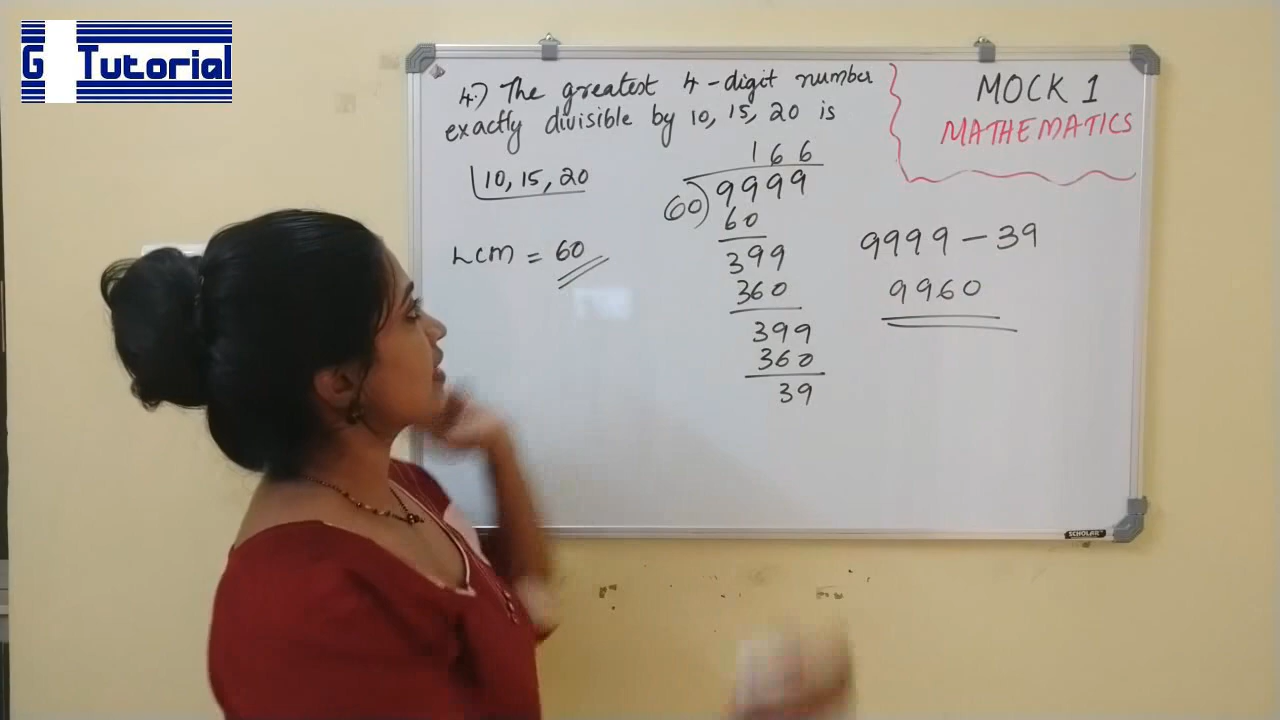 G Tutorial
4.) The greatest 4-digit number
exactly divisible by 10, 15, 20 is
MOCK 1
MATHEMATICS
10, 15, 20
LCM = 60
166
60) 9999
60
399
360
399
360
39
9999 - 39
9960
SCHOLAR